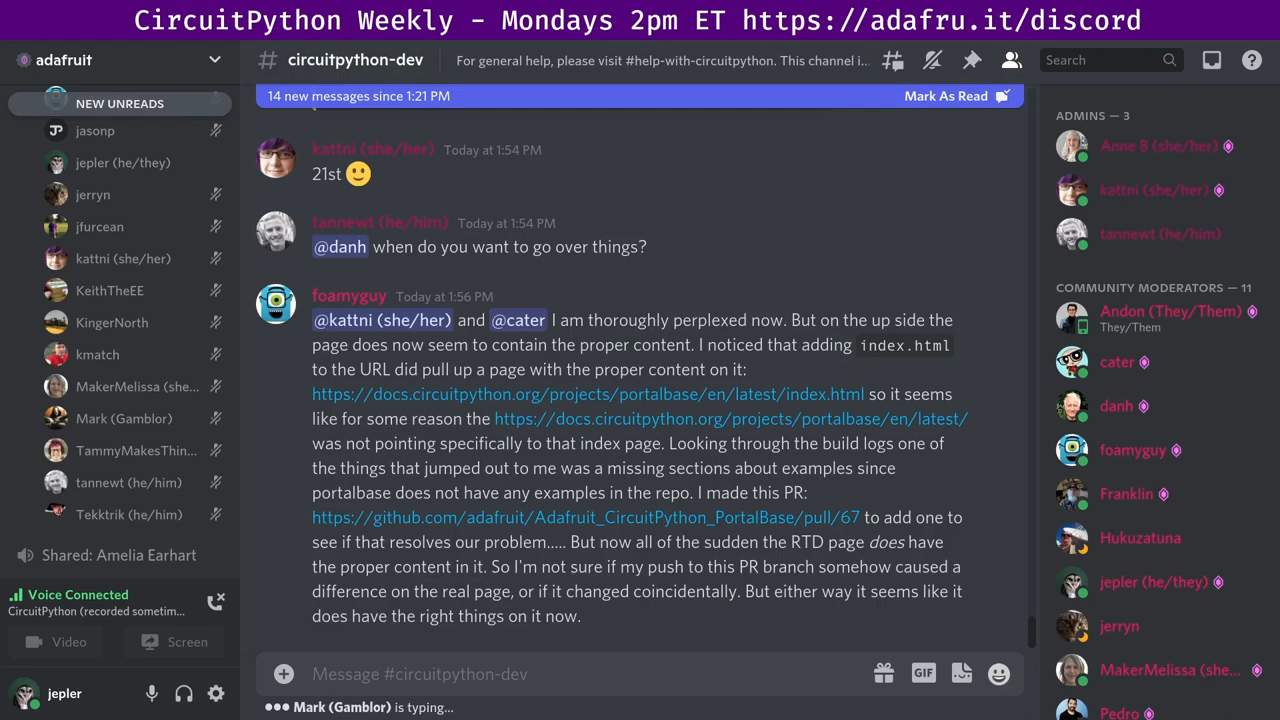 CircuitPython Weekly - Mondays 2pm ET https://adafru.it/discord
adafruit
NEW UNREADS
jasonp
jepler (he/they)
jerryn
jfurcean
kattni (she/her)
KeithTheEE
KingerNorth
kmatch
MakerMelissa (she...
Mark (Gamblor)
TammyMakesThin...
tannewt (he/him)
Tekktrik (he/him)
Shared: Amelia Earhart
Voice Connected
CircuitPython (recorded sometim...
Video
Screen
jepler
# circuitpython-dev
For general help, please visit #help-with-circuitpython. This channel i...
Search
14 new messages since 1:21 PM
Mark As Read
kattni (she/her) Today at 1:54 PM
21st
tannewt (he/him) Today at 1:54 PM
@danh when do you want to go over things?
foamyguy Today at 1:56 PM
@kattni (she/her) and @cater I am thoroughly perplexed now. But on the up side the
page does now seem to contain the proper content. I noticed that adding index.html
to the URL did pull up a page with the proper content on it:
https://docs.circuitpython.org/projects/portalbase/en/latest/index.html so it seems
like for some reason the https://docs.circuitpython.org/projects/portalbase/en/latest/
was not pointing specifically to that index page. Looking through the build logs one of
the things that jumped out to me was a missing sections about examples since
portalbase does not have any examples in the repo. I made this PR:
https://github.com/adafruit/Adafruit_CircuitPython_PortalBase/pull/67 to add one to
see if that resolves our problem..... But now all of the sudden the RTD page does have
the proper content in it. So I'm not sure if my push to this PR branch somehow caused a
difference on the real page, or if it changed coincidentally. But either way it seems like it
does have the right things on it now.
Message #circuitpython-dev
GIF
Mark (Gamblor) is typing...
ADMINS — 3
Anne B (she/her)
kattni (she/her)
tannewt (he/him)
COMMUNITY MODERATORS — 11
Andon (They/Them)
They/Them
cater
danh
foamyguy
Franklin
Hukuzatuna
jepler (he/they)
jerryn
MakerMelissa (she...
Pedro